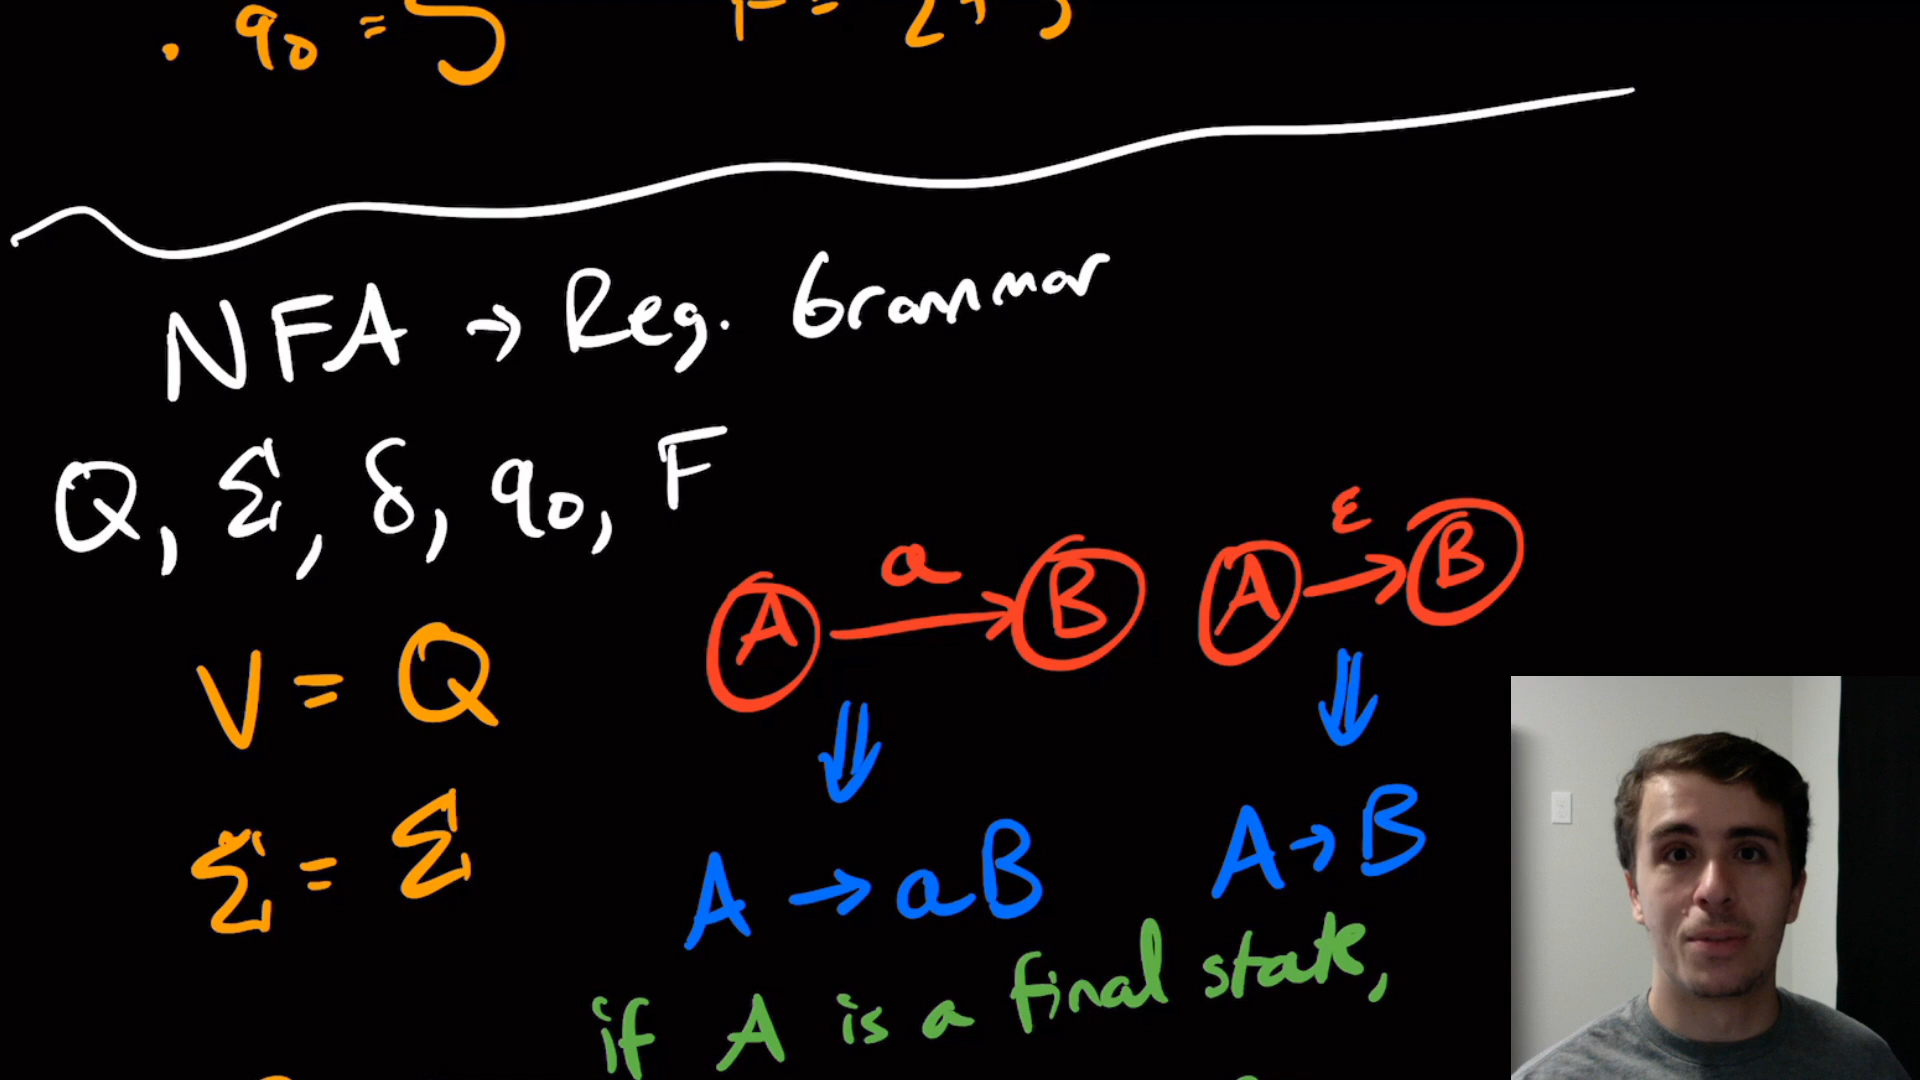 . q₀ =
NFA → Reg. Grammar
Q, Σ, δ, q₀, F
A a B A ε B
V = Q
Σ = Σ
A → aB A → B
if A is a final state,